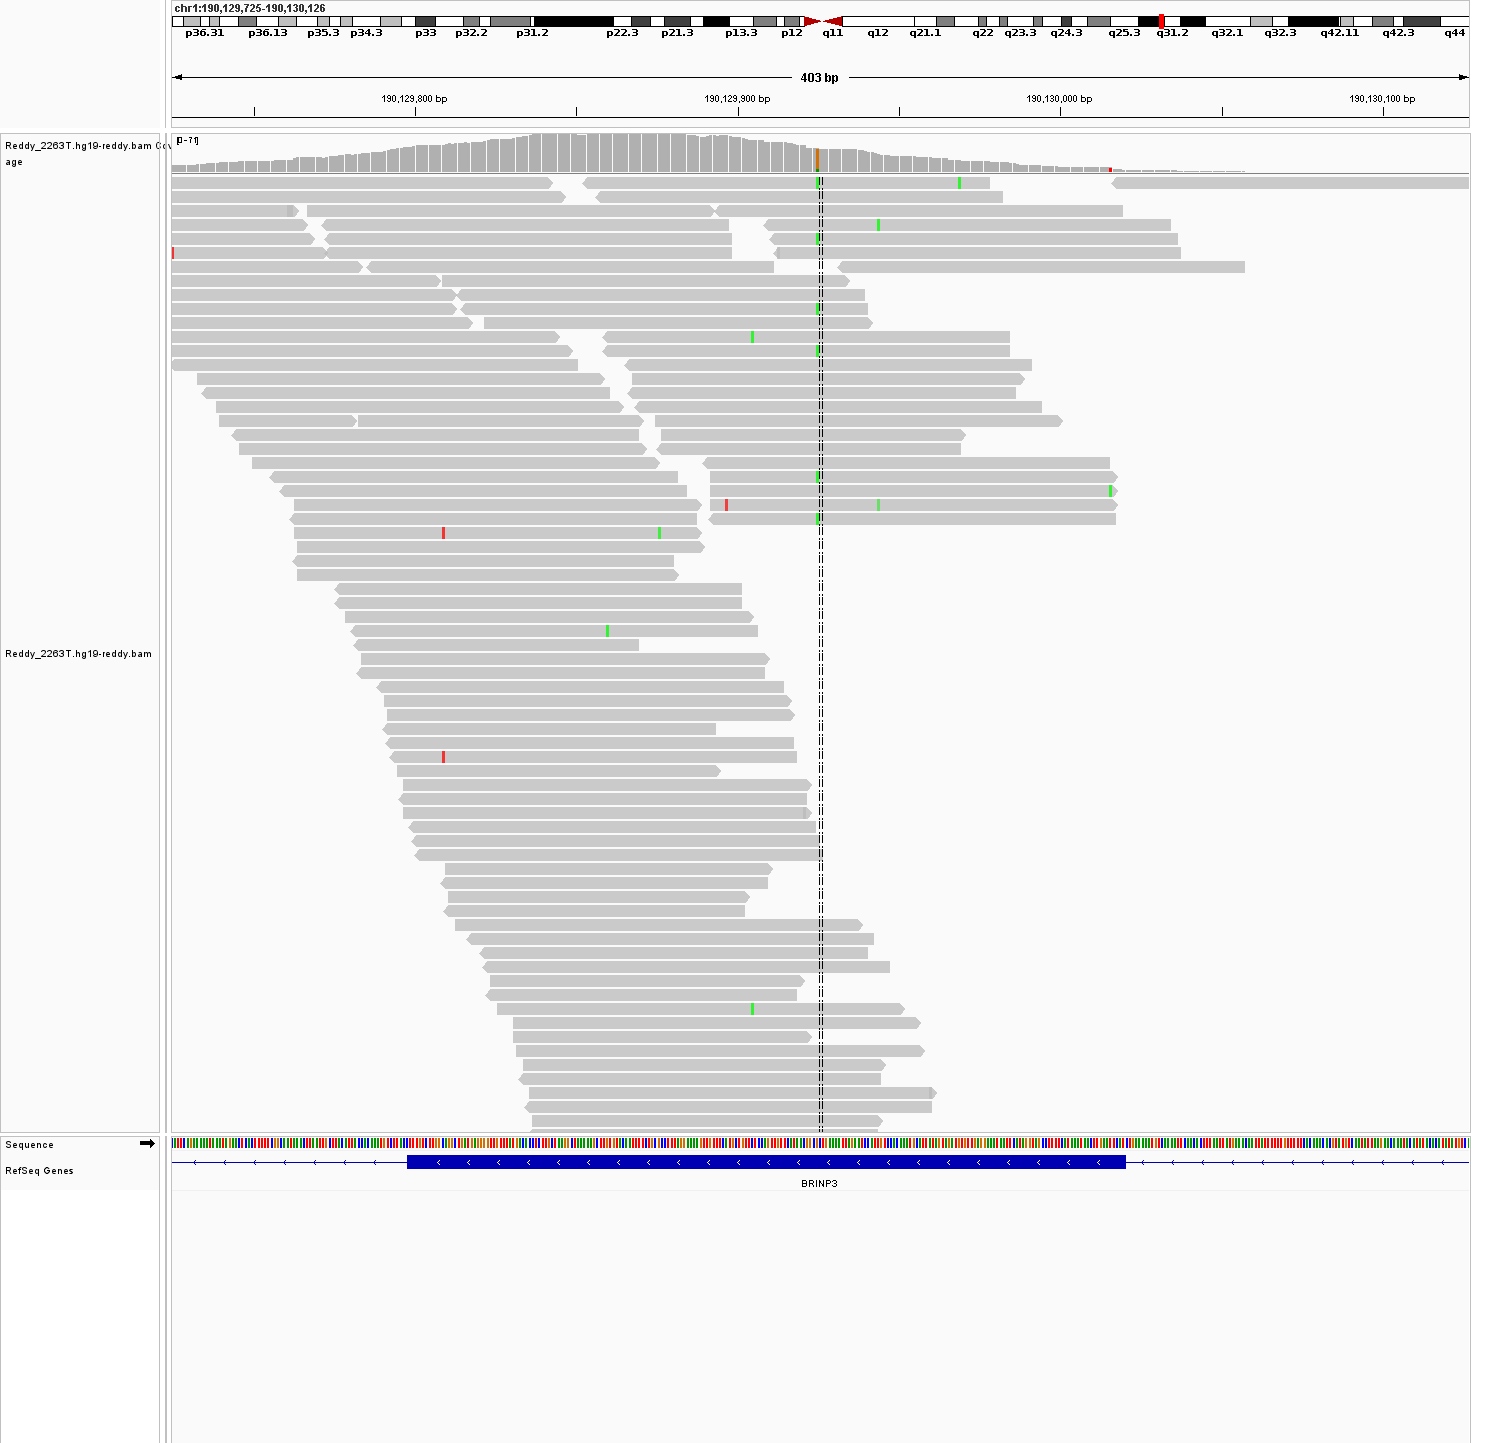 chr1:190,129,725-190,130,126
p36.31 p36.13 p35.3 p34.3 p33 p32.2 p31.2 p22.3 p21.3 p13.3 p12 q11 q12 q21.1 q22 q23.3 q24.3 q25.3 q31.2 q32.1 q32.3 q42.11 q42.3 q44
403 bp
190,129,800 bp 190,129,900 bp 190,130,000 bp 190,130,100 bp
[0-71]
Reddy_2263T.hg19-reddy.bam Cov
age
Reddy_2263T.hg19-reddy.bam
Sequence
RefSeq Genes
BRINP3